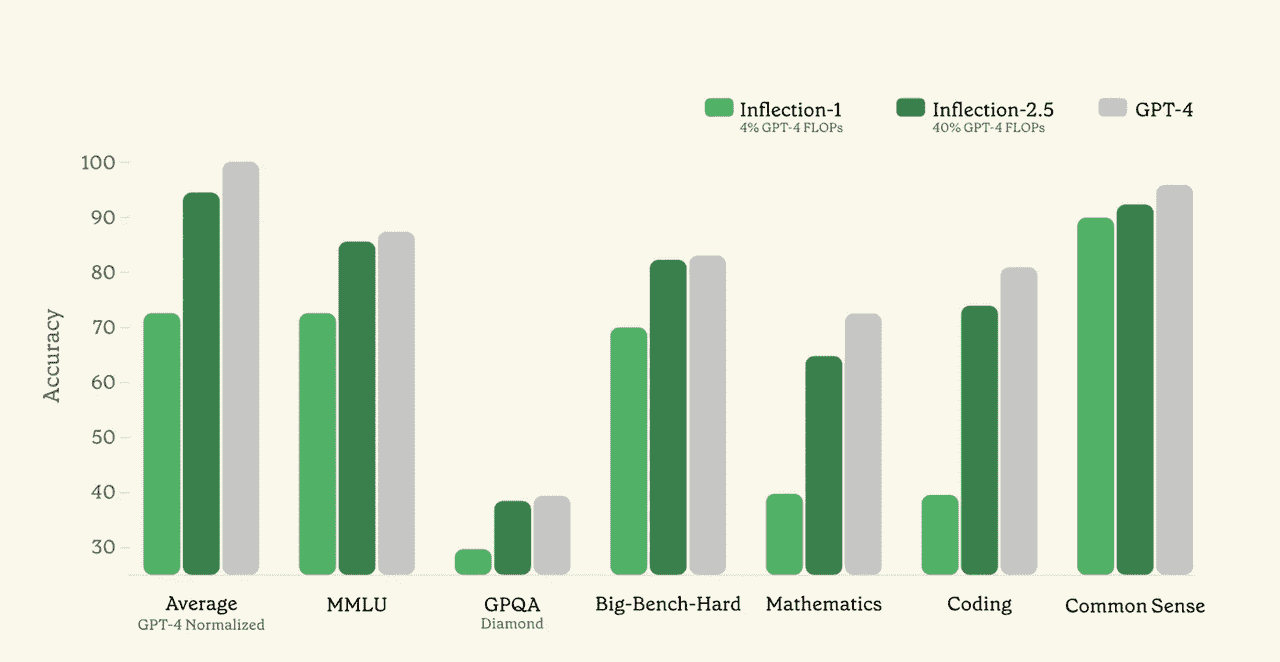 Inflection-1
4% GPT-4 FLOPs
Inflection-2.5
40% GPT-4 FLOPs
GPT-4
Accuracy
100
90
80
70
60
50
40
30
Average
GPT-4 Normalized
MMLU
GPQA
Diamond
Big-Bench-Hard
Mathematics
Coding
Common Sense